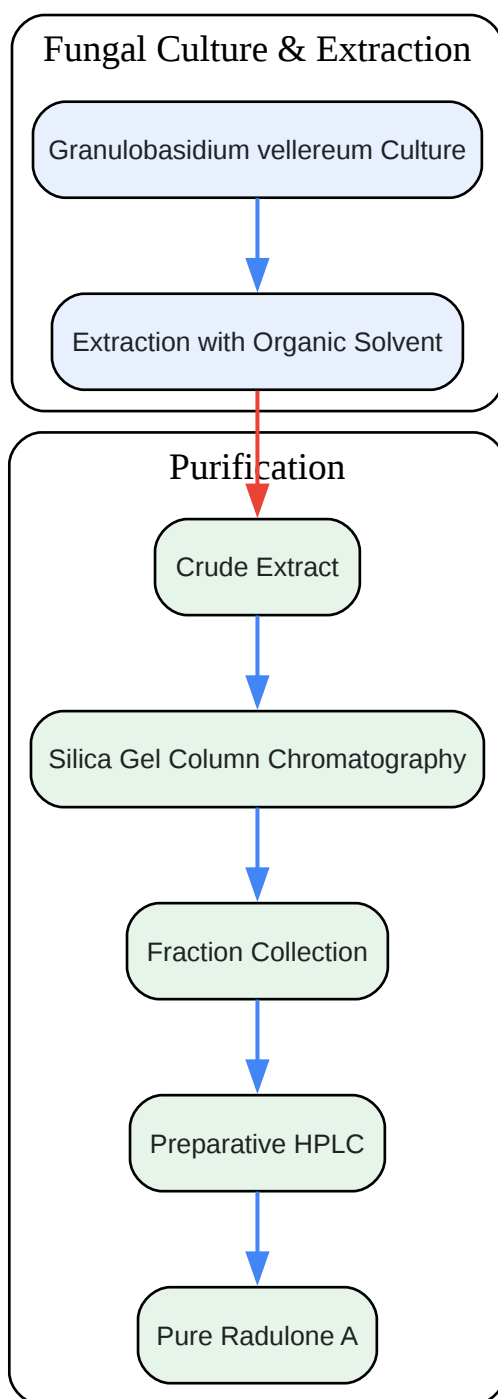 Fungal Culture & Extraction
Granulobasidium vellereum Culture
Extraction with Organic Solvent
Purification
Crude Extract
Silica Gel Column Chromatography
Fraction Collection
Preparative HPLC
Pure Radulone A